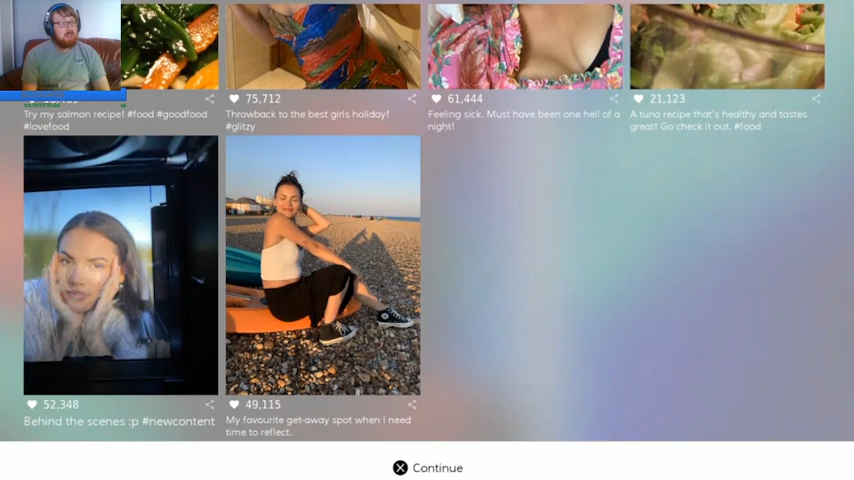 75,712
61,444
21,123
Try my salmon recipe! #food #goodfood
#lovefood
Throwback to the best girls holiday!
#glitzy
Feeling sick. Must have been one hell of a
night!
A tuna recipe that's healthy and tastes
great! Go check it out. #food
52,348
49,115
Behind the scenes :p #newcontent
My favourite get-away spot when I need
time to reflect.
Continue